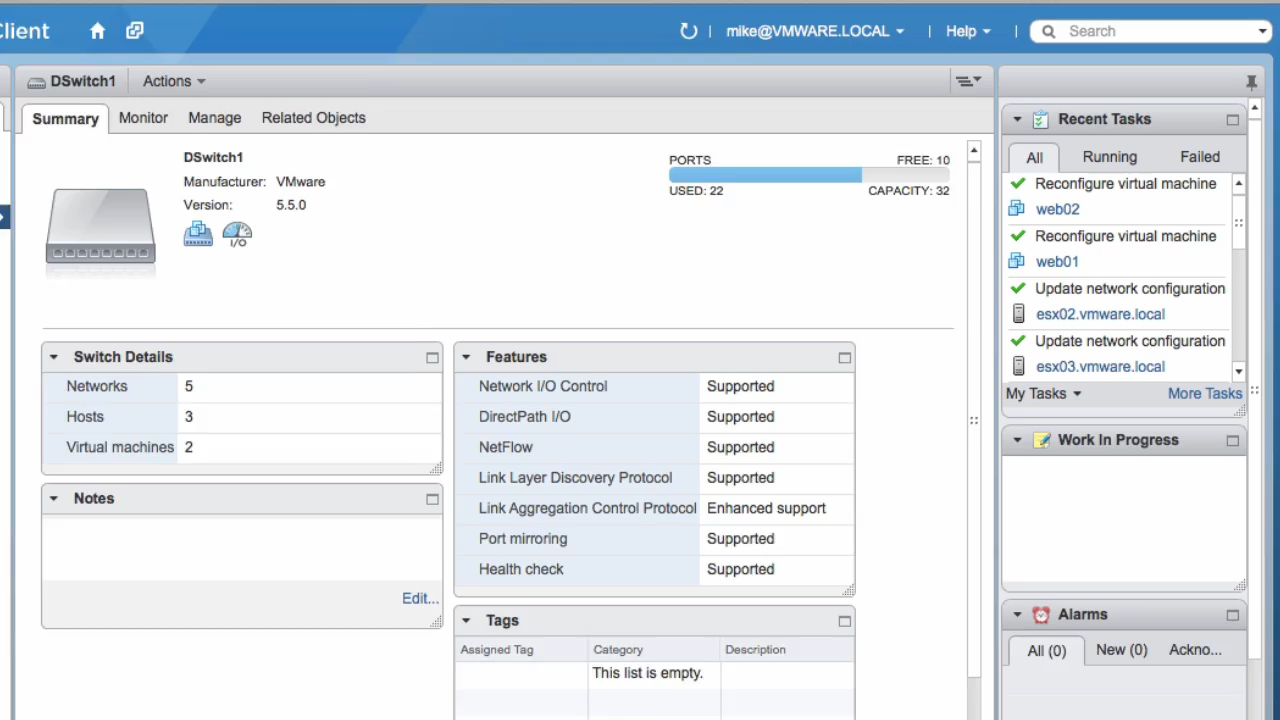 Client
mike@VMWARE.LOCAL
Help
Search
DSwitch1
Actions
Summary
Monitor
Manage
Related Objects
DSwitch1
Manufacturer: VMware
Version: 5.5.0
I/O
PORTS
FREE: 10
USED: 22
CAPACITY: 32
Switch Details
Networks 5
Hosts 3
Virtual machines 2
Notes
Edit...
Features
Network I/O Control Supported
DirectPath I/O Supported
NetFlow Supported
Link Layer Discovery Protocol Supported
Link Aggregation Control Protocol Enhanced support
Port mirroring Supported
Health check Supported
Tags
Assigned Tag Category Description
This list is empty.
Recent Tasks
All Running Failed
Reconfigure virtual machine
web02
Reconfigure virtual machine
web01
Update network configuration
esx02.vmware.local
Update network configuration
esx03.vmware.local
My Tasks More Tasks
Work In Progress
Alarms
All (0) New (0) Ackno...